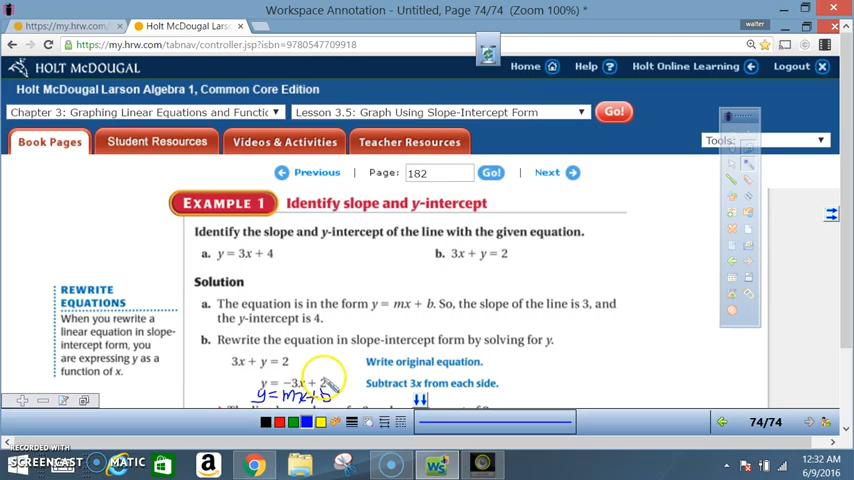 Workspace Annotation - Untitled, Page 74/74 (Zoom 100%) *
https://my.hrw.com/tabnav/ Holt McDougal Larson Alg walter
https://my.hrw.com/tabnav/controller.jsp?isbn=9780547709918
HOLT MCDOUGAL Home Help Holt Online Learning Logout
Holt McDougal Larson Algebra 1, Common Core Edition
Chapter 3: Graphing Linear Equations and Functic Lesson 3.5: Graph Using Slope-Intercept Form Go!
Book Pages Student Resources Videos & Activities Teacher Resources Tools:
Previous | Page: 182 Go! | Next
EXAMPLE 1 Identify slope and y-intercept
Identify the slope and y-intercept of the line with the given equation.
a. y = 3x + 4 b. 3x + y = 2
Solution
a. The equation is in the form y = mx + b. So, the slope of the line is 3, and
the y-intercept is 4.
REWRITE
EQUATIONS
When you rewrite a
linear equation in slope-
intercept form, you
are expressing y as a
function of x.
b. Rewrite the equation in slope-intercept form by solving for y.
3x + y = 2 Write original equation.
y = −3x + 2 Subtract 3x from each side.
y = mx + b
74/74
RECORDED WITH
SCREENCAST MATIC
12:32 AM
6/9/2016